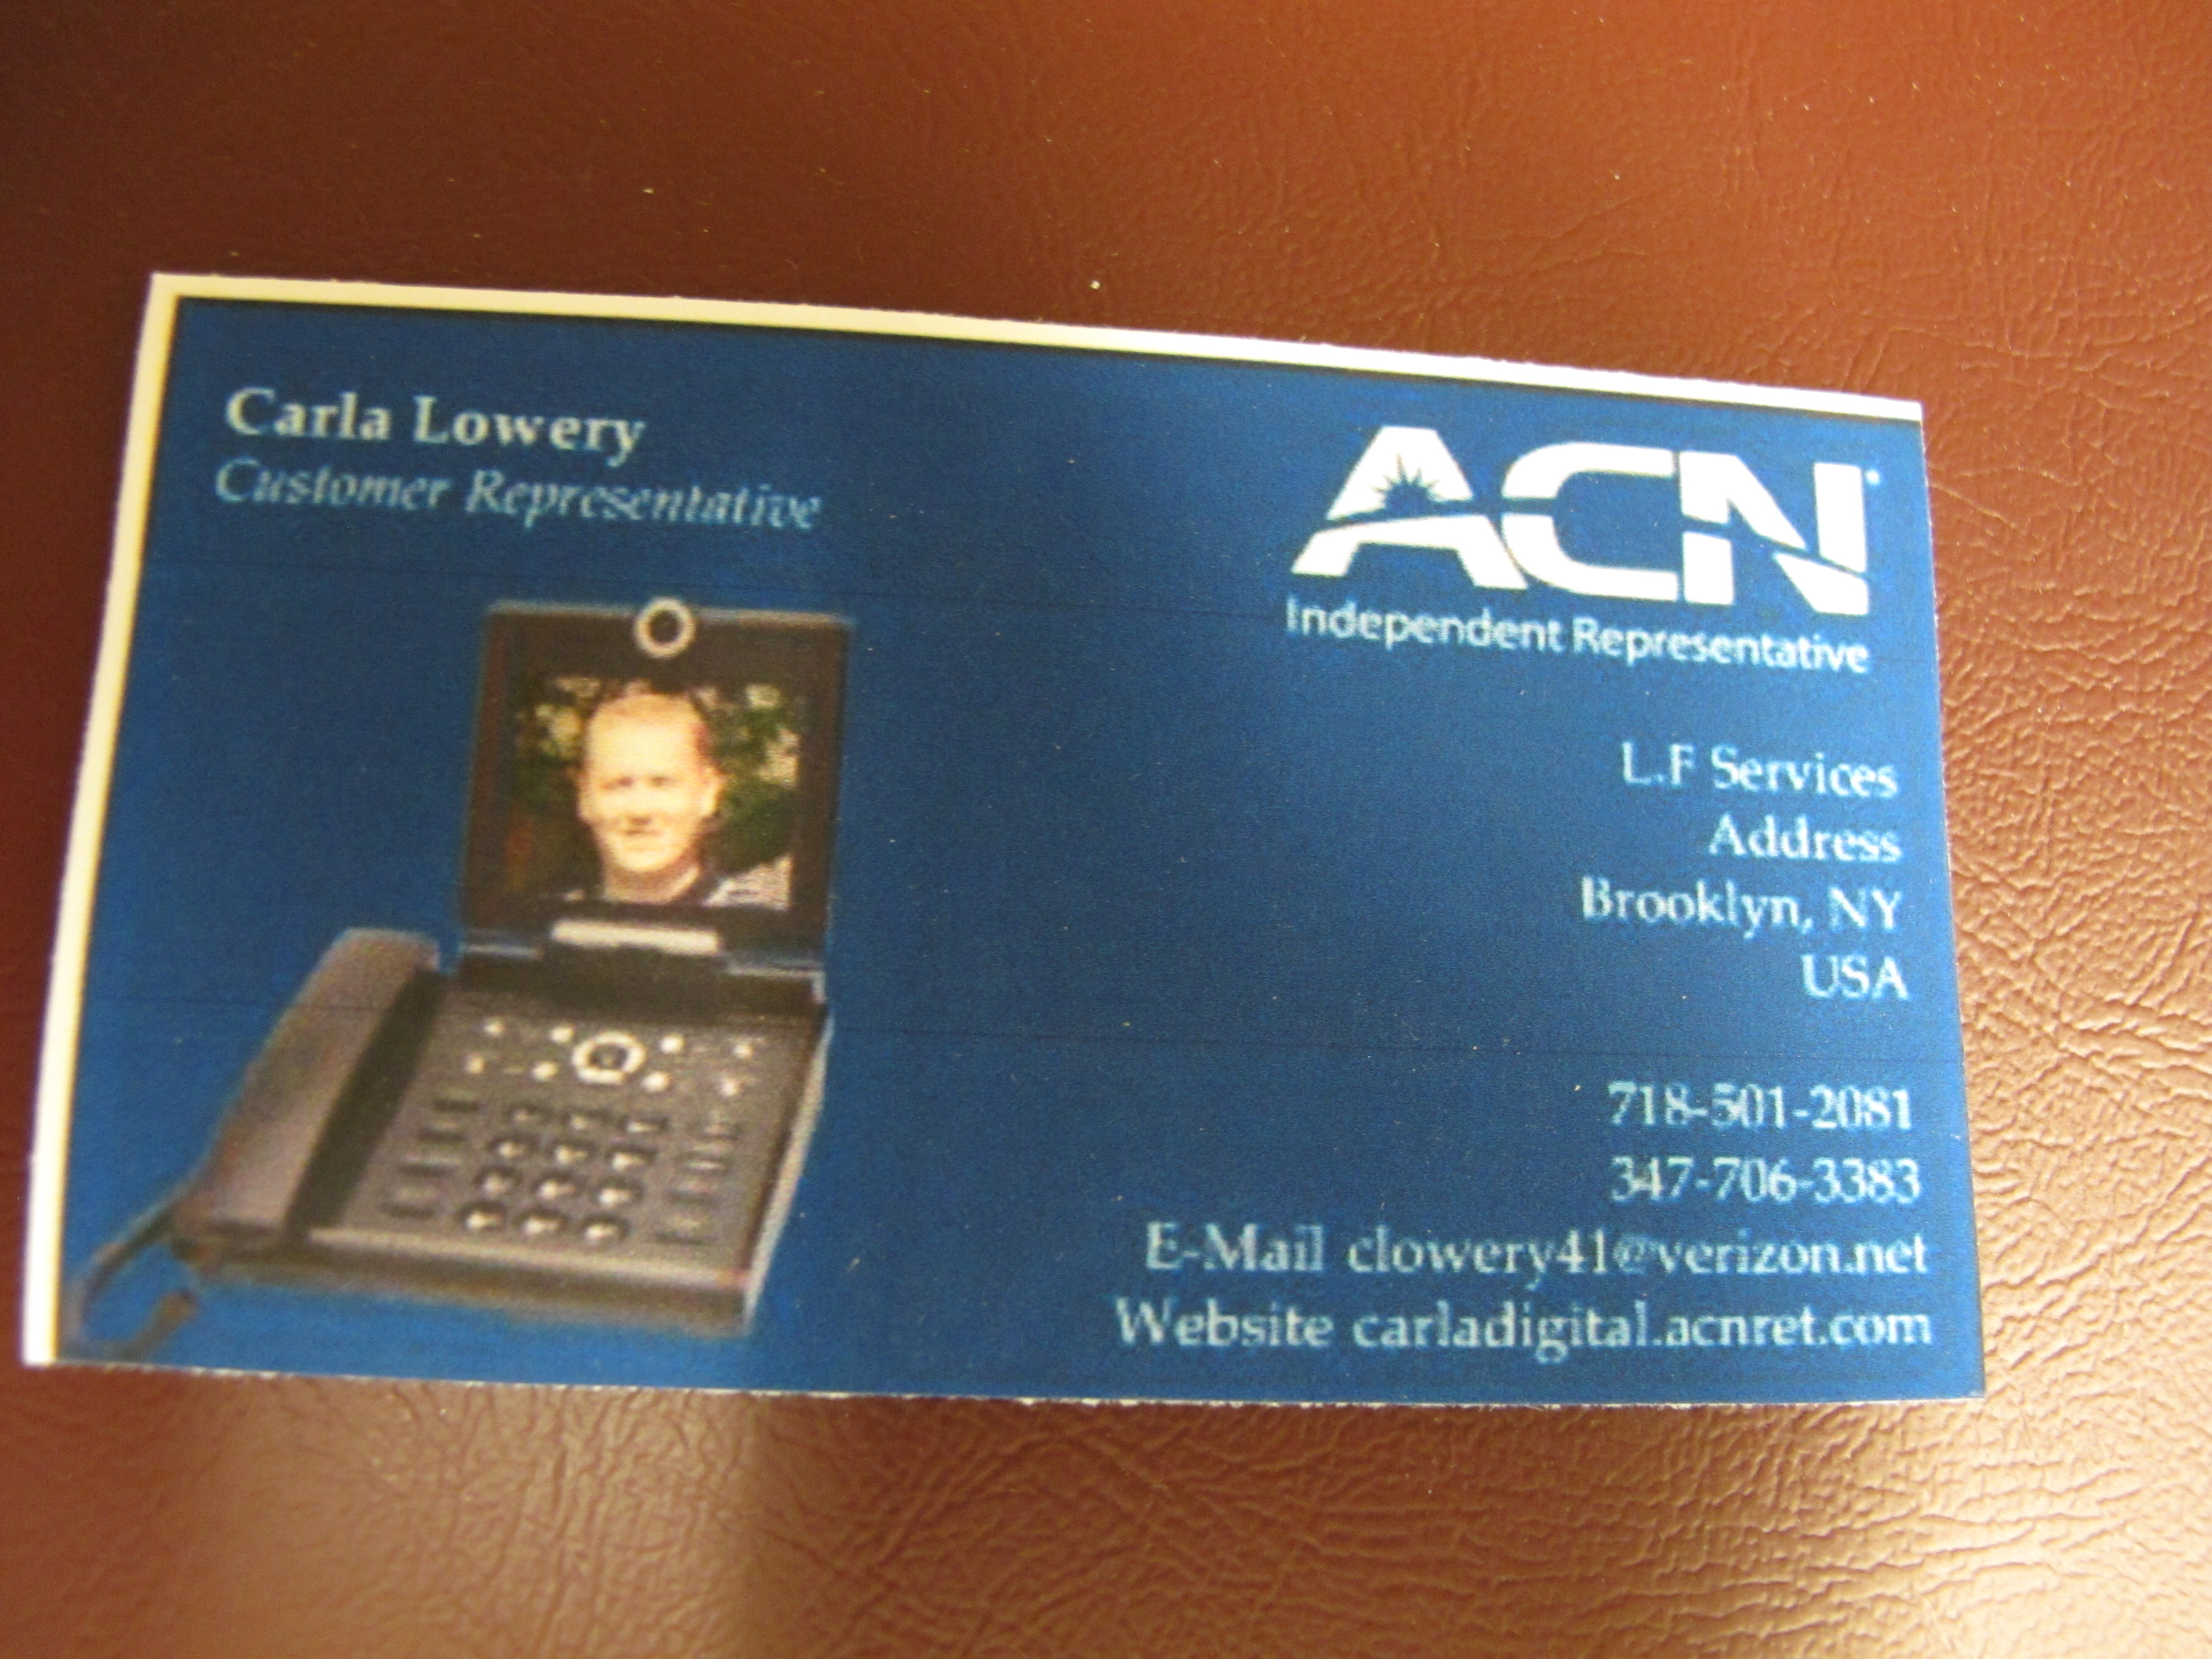 Carla Lowery
Customer Representative
ACN
Independent Representative
L.F Services
Address
Brooklyn, NY
USA
718-501-2081
347-706-3383
E-Mail clowery41@verizon.net
Website carladigital.acnret.com